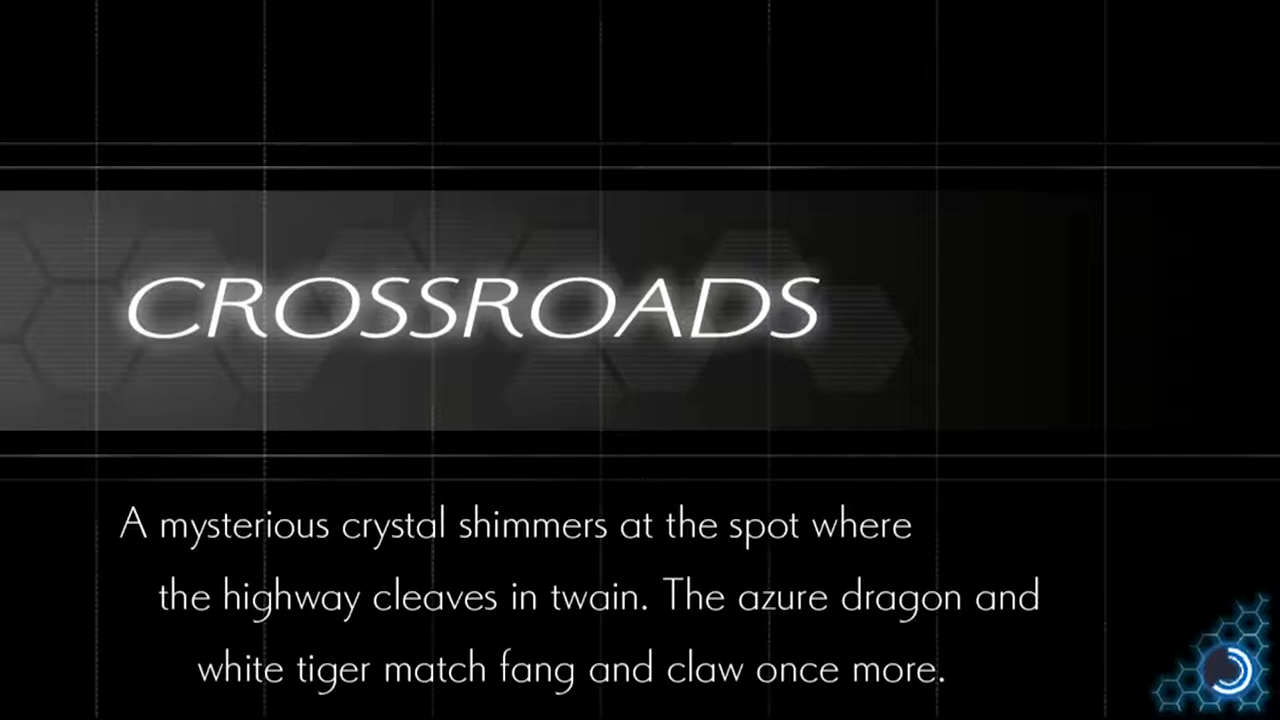 CROSSROADS
A mysterious crystal shimmers at the spot where
the highway cleaves in twain. The azure dragon and
white tiger match fang and claw once more.